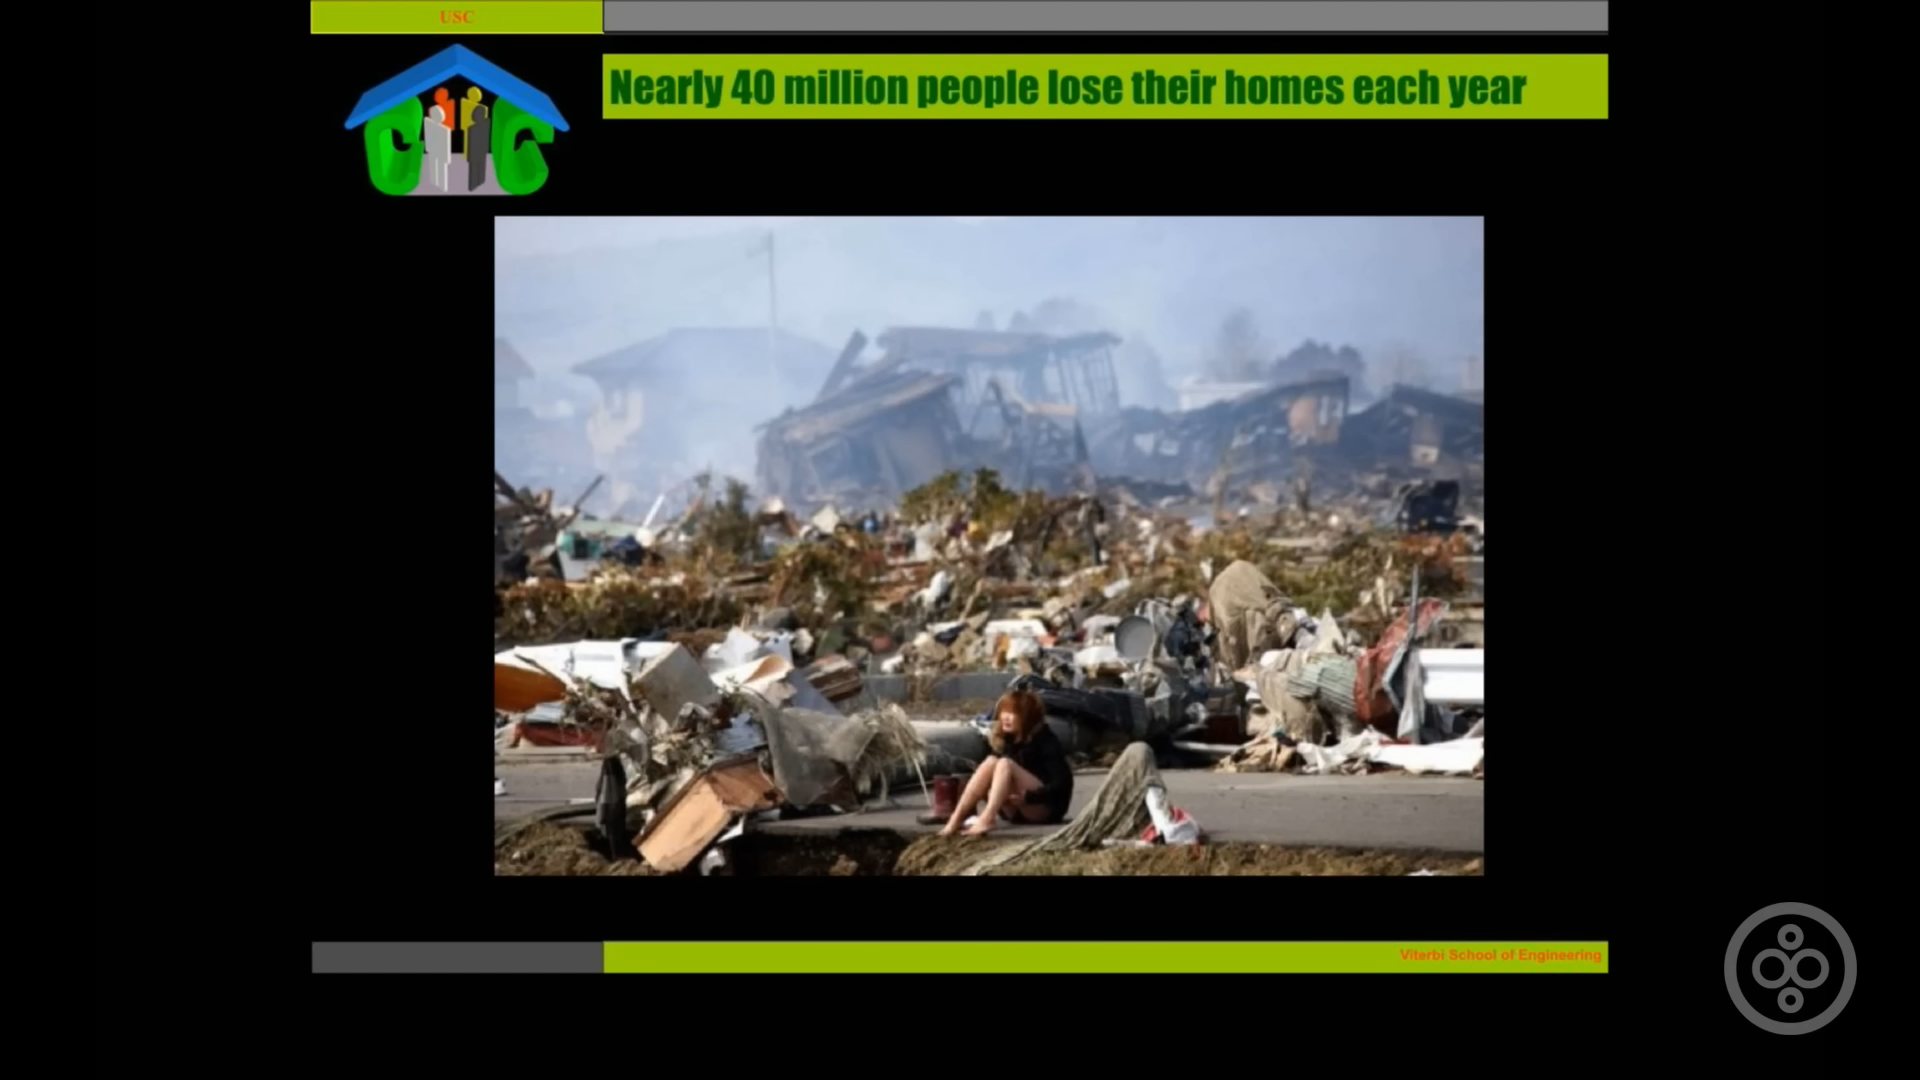 USC
Nearly 40 million people lose their homes each year
Viterbi School of Engineering